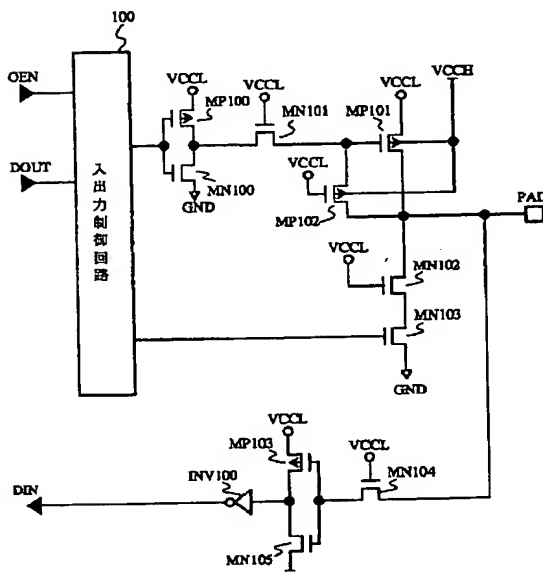 100
OEN
DOUT
入出力制御回路
VCCL
MP100
MN100
GND
VCCL
MN101
VCCL
MP101
VCCH
VCCL
MP102
PAD
VCCL
MN102
MN103
GND
VCCL
MP103
INV100
DIN
MN105
VCCL
MN104